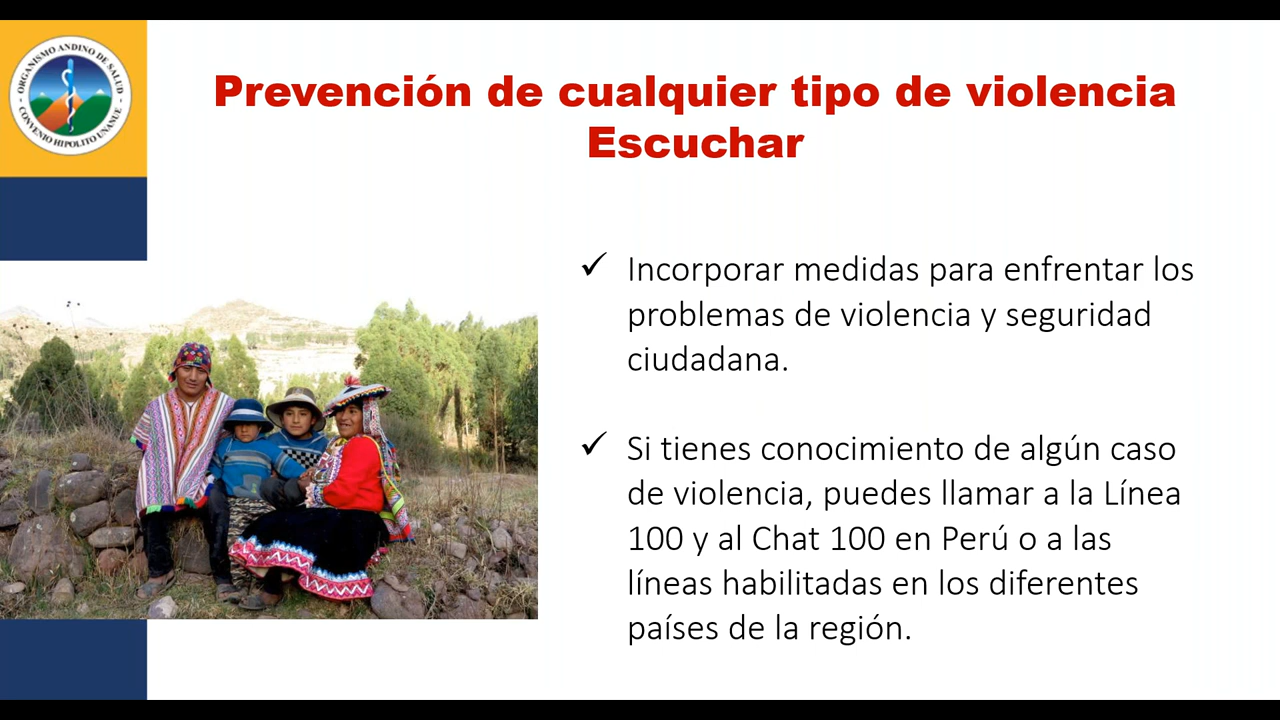 ORGANISMO ANDINO DE SALUD
CONVENIO HIPOLITO UNANUE
Prevención de cualquier tipo de violencia
Escuchar
✓ Incorporar medidas para enfrentar los
problemas de violencia y seguridad
ciudadana.
✓ Si tienes conocimiento de algún caso
de violencia, puedes llamar a la Línea
100 y al Chat 100 en Perú o a las
líneas habilitadas en los diferentes
países de la región.